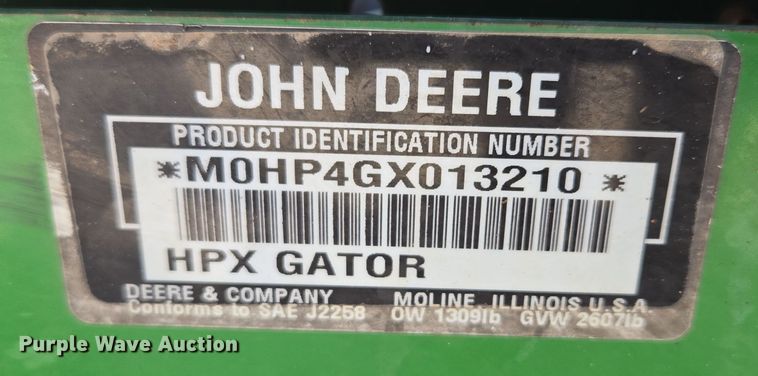 JOHN DEERE
PRODUCT IDENTIFICATION NUMBER
*M0HP4GX013210*
HPX GATOR
DEERE & COMPANY MOLINE, ILLINOIS U.S.A.
Conforms to SAE J2258 OW 1309lb GVW 2607lb
Purple Wave Auction